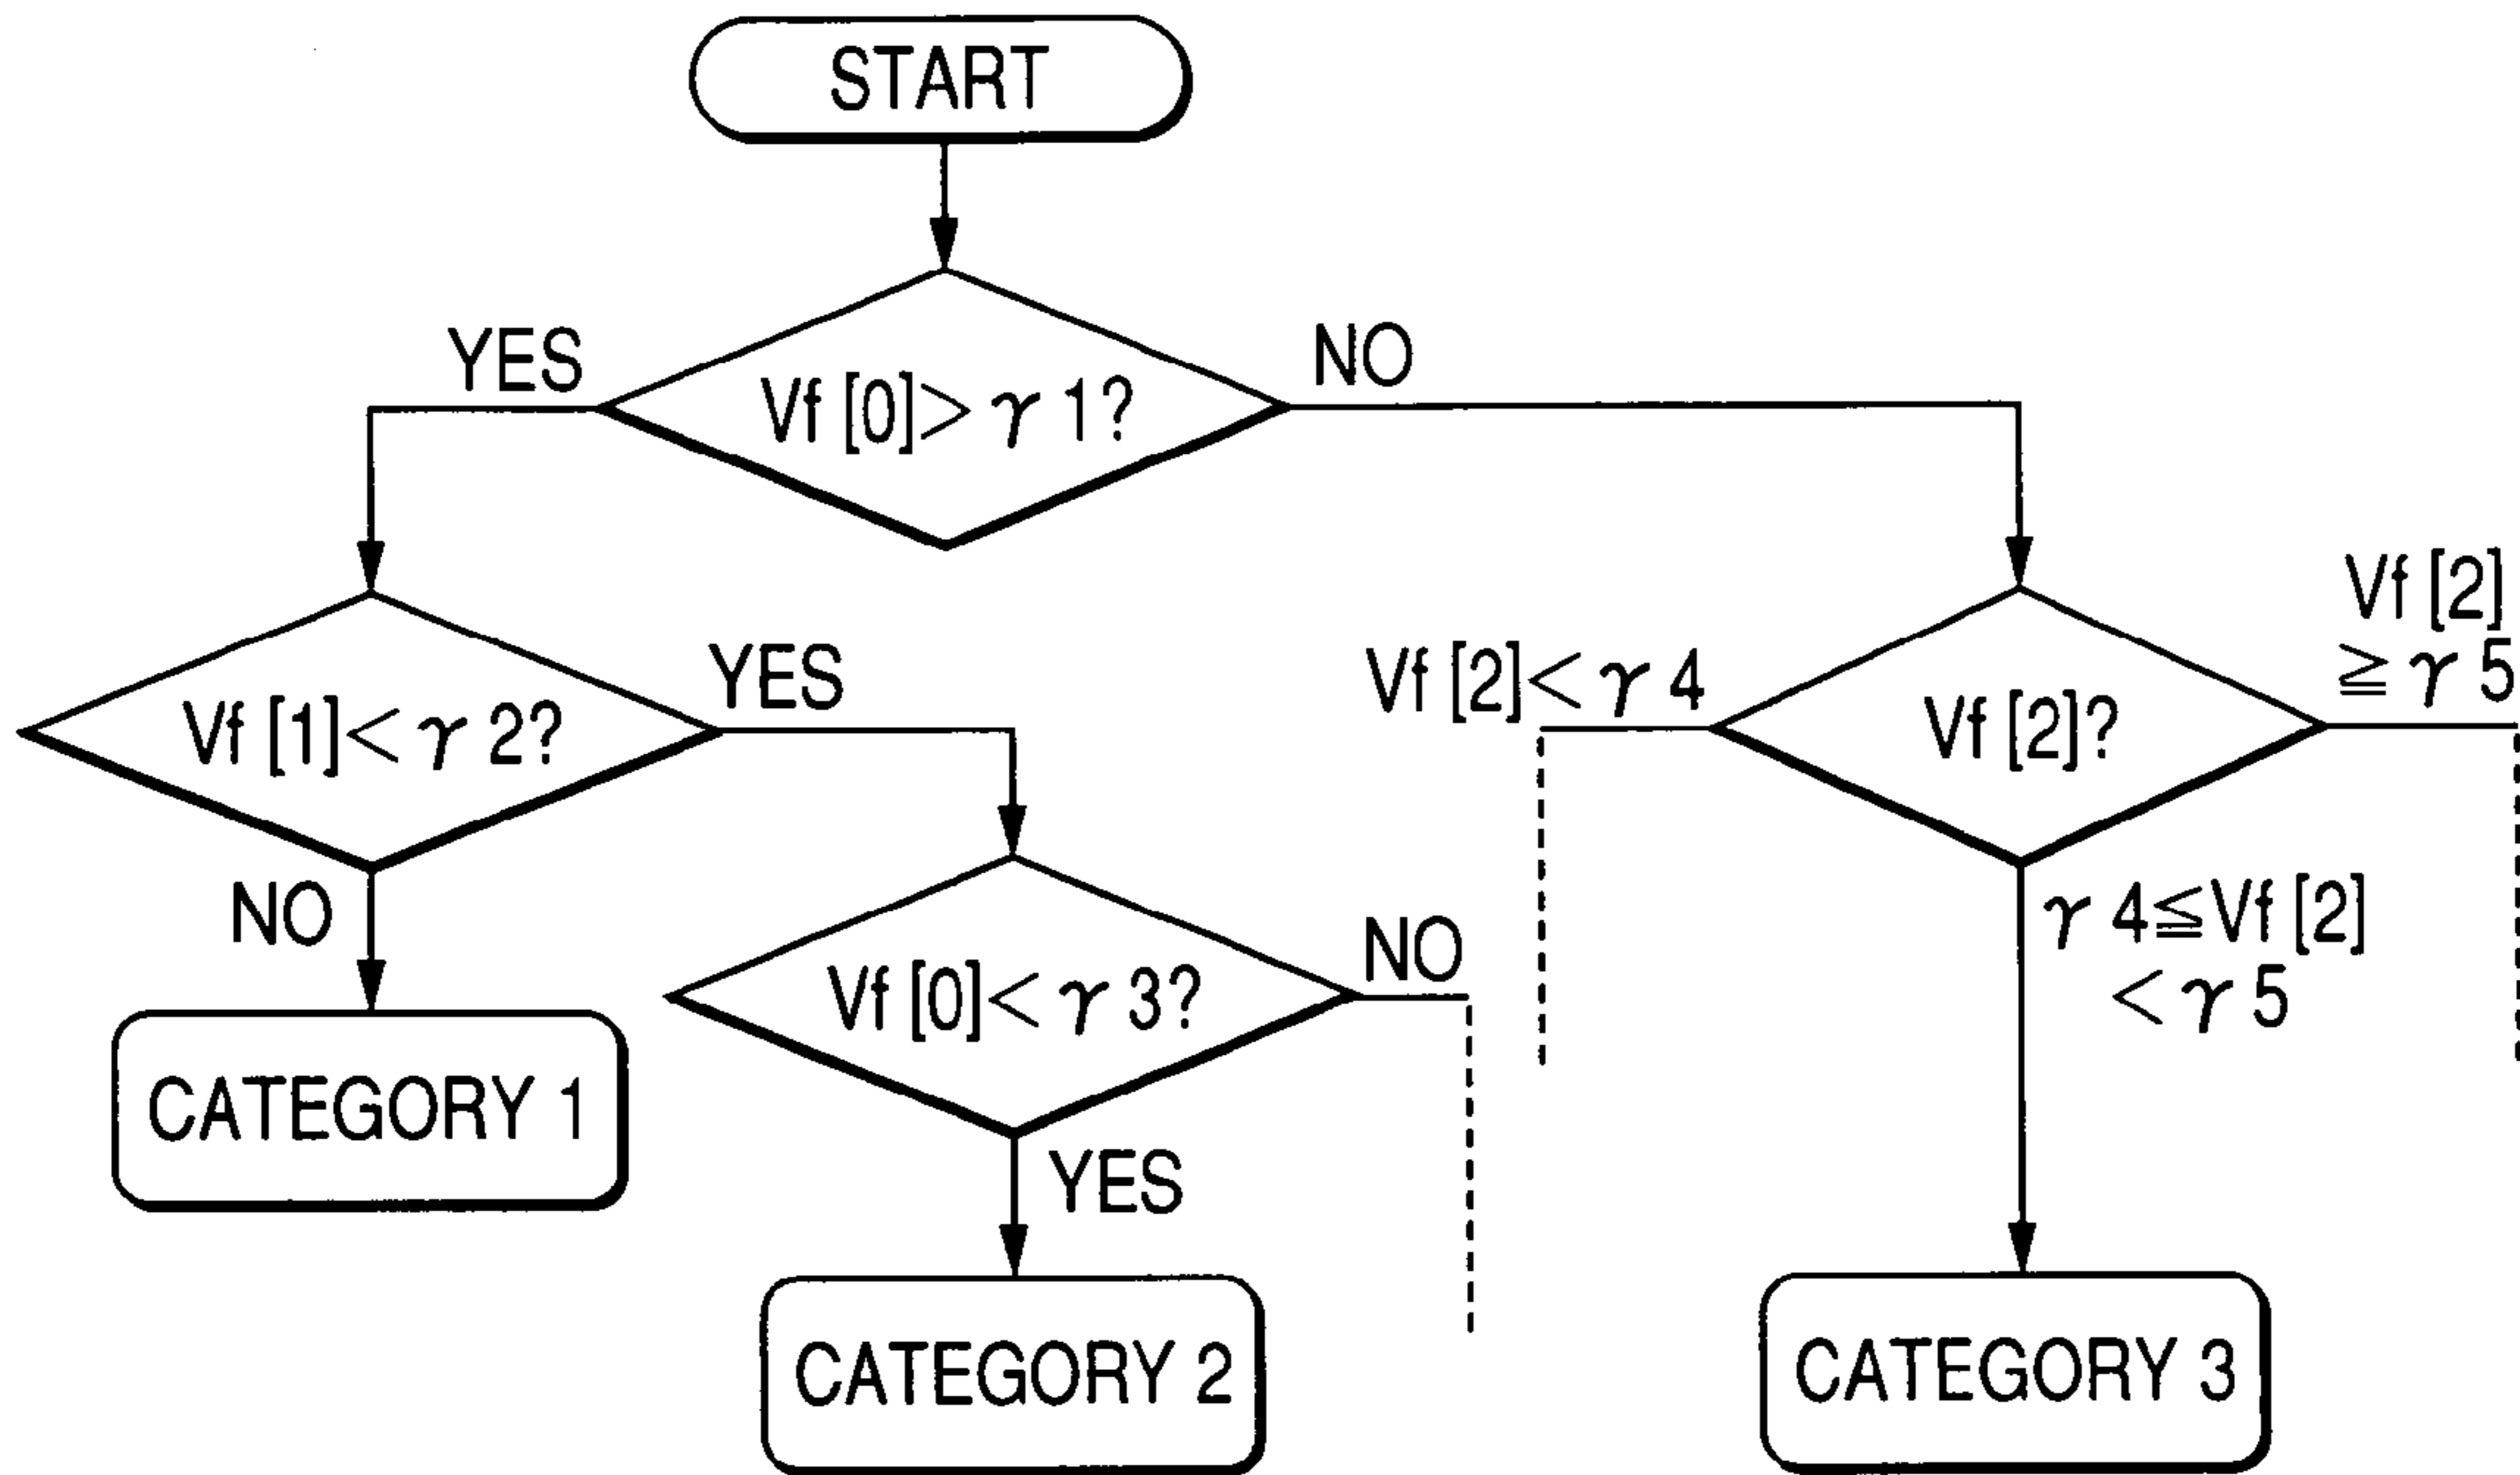 START
YES
NO
Vf [0]> γ 1?
Vf [2]
≧ γ 5
YES
Vf [2]< γ 4
Vf [1]< γ 2?
Vf [2]?
NO
γ 4≦Vf [2]
< γ 5
NO
Vf [0]< γ 3?
CATEGORY 1
YES
CATEGORY 2
CATEGORY 3